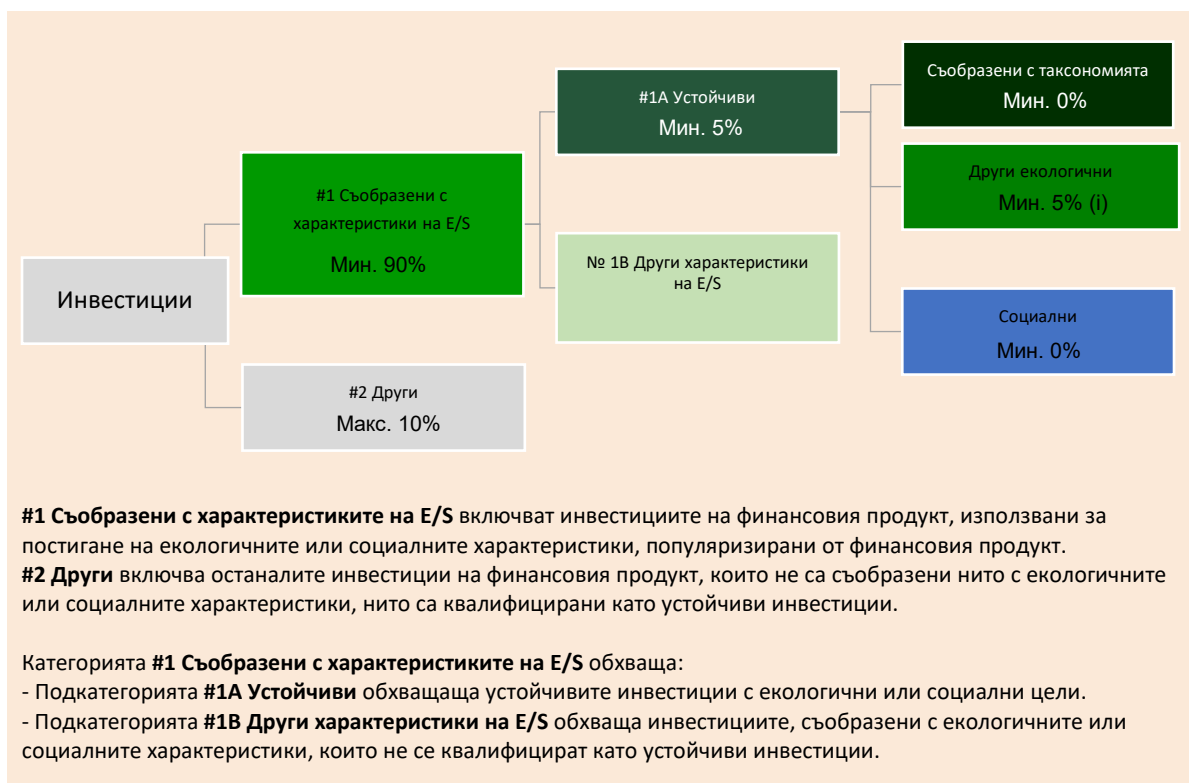 Инвестиции
#1 Съобразени с
характеристики на E/S
Мин. 90%
#2 Други
Макс. 10%
#1A Устойчиви
Мин. 5%
№ 1B Други характеристики
на E/S
Съобразени с таксономията
Мин. 0%
Други екологични
Мин. 5% (i)
Социални
Мин. 0%
#1 Съобразени с характеристиките на E/S включват инвестициите на финансовия продукт, използвани за
постигане на екологичните или социалните характеристики, популяризирани от финансовия продукт.
#2 Други включва останалите инвестиции на финансовия продукт, които не са съобразени нито с екологичните
или социалните характеристики, нито са квалифицирани като устойчиви инвестиции.
Категорията #1 Съобразени с характеристиките на E/S обхваща:
- Подкатегорията #1A Устойчиви обхващаща устойчивите инвестиции с екологични или социални цели.
- Подкатегорията #1B Други характеристики на E/S обхваща инвестициите, съобразени с екологичните или
социалните характеристики, които не се квалифицират като устойчиви инвестиции.